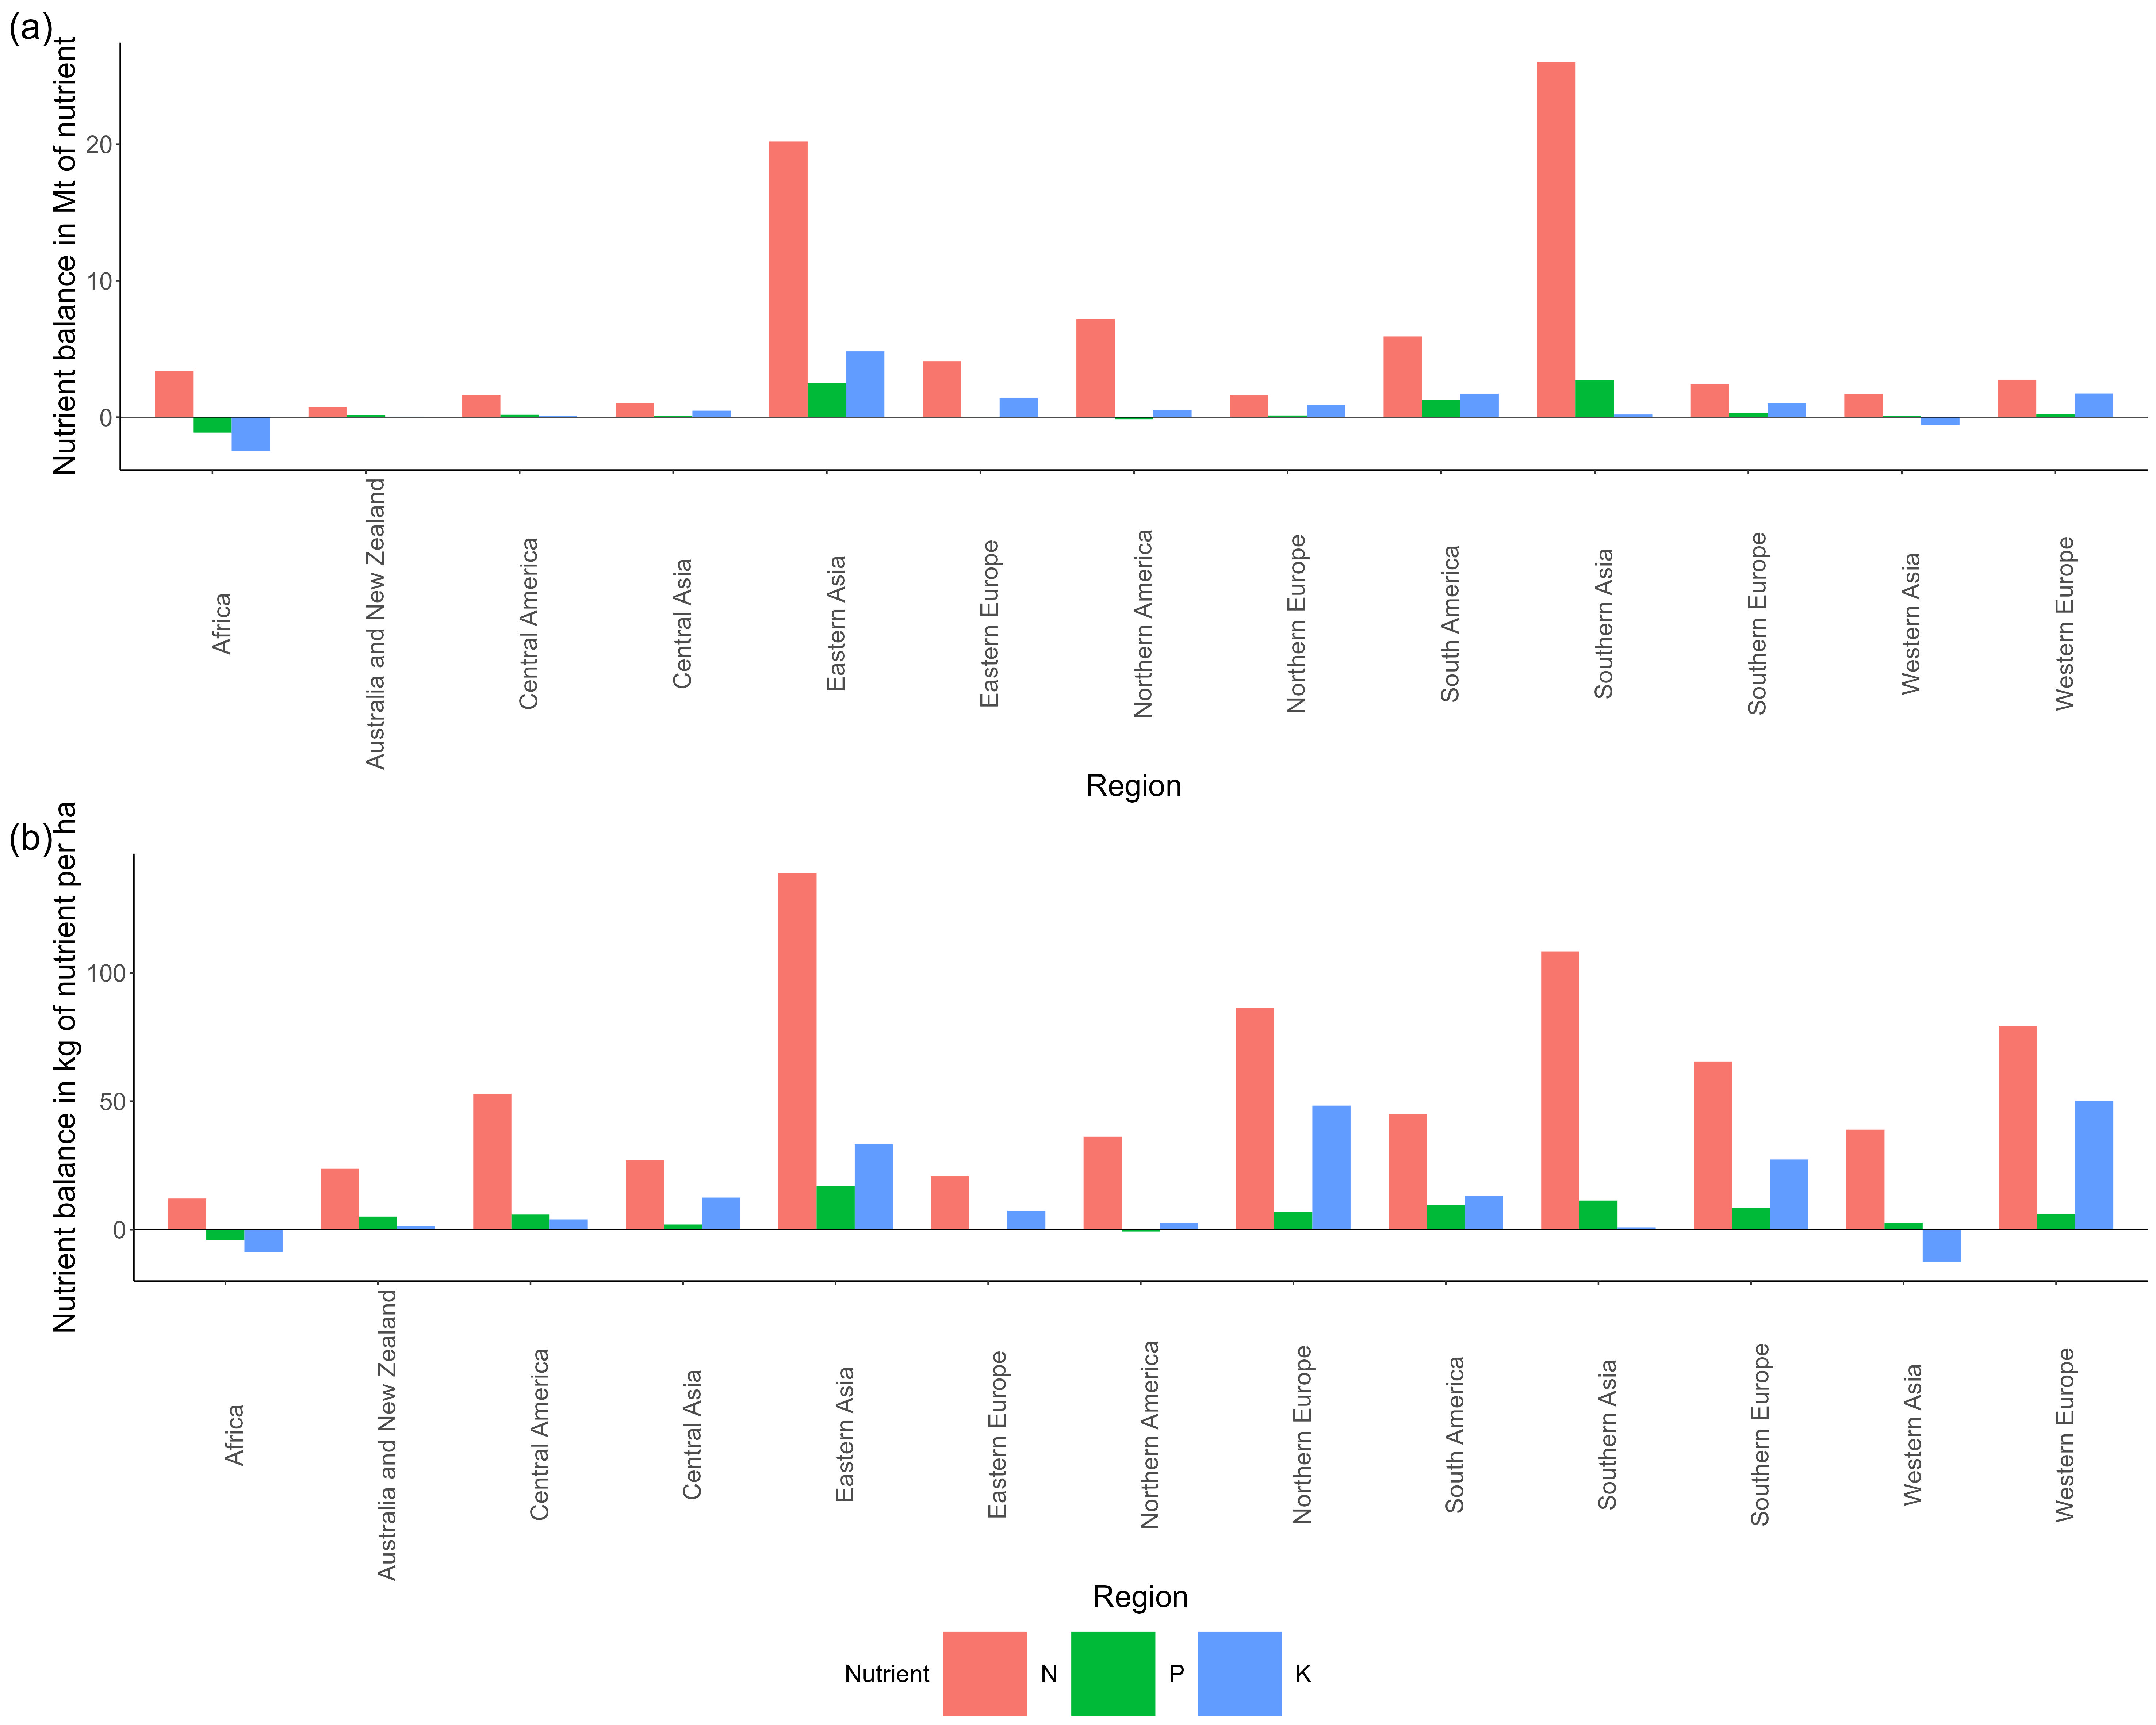 (a)
Nutrient balance in Mt of nutrient
20
10
0
Africa
Australia and New Zealand
Central America
Central Asia
Eastern Asia
Eastern Europe
Northern America
Northern Europe
South America
Southern Asia
Southern Europe
Western Asia
Western Europe
Region
(b)
Nutrient balance in kg of nutrient per ha
100
50
0
Africa
Australia and New Zealand
Central America
Central Asia
Eastern Asia
Eastern Europe
Northern America
Northern Europe
South America
Southern Asia
Southern Europe
Western Asia
Western Europe
Region
Nutrient N P K